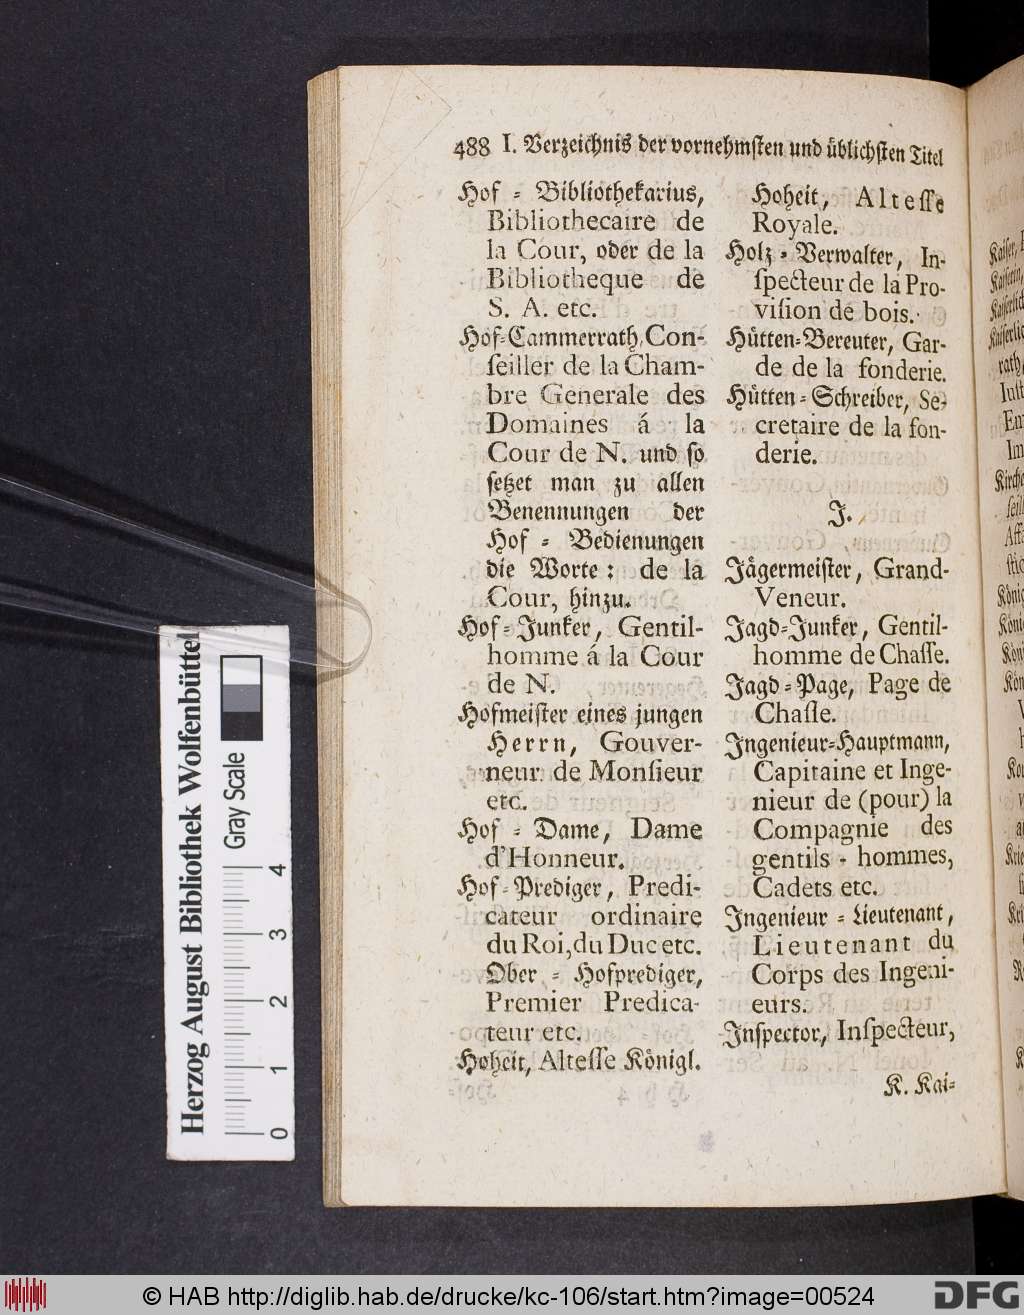 488 I. Verzeichnis der vornehmsten und üblichsten Titel
Hof = Bibliothekarius,
Bibliothecaire de
la Cour, oder de la
Bibliotheque de
S. A. etc.
Hof=Cammerrath, Con-
ſeiller de la Cham-
bre Generale des
Domaines á la
Cour de N. und ſo
ſetzet man zu allen
Benennungen der
Hof = Bedienungen
die Worte: de la
Cour, hinzu.
Hof=Junker, Gentil-
homme á la Cour
de N.
Hofmeiſter eines jungen
Herrn, Gouver-
neur de Monſieur
etc.
Hof = Dame, Dame
d'Honneur.
Hof=Prediger, Predi-
cateur ordinaire
du Roi, du Duc etc.
Ober = Hofprediger,
Premier Predica-
teur etc.
Hoheit, Alteſſe Königl.
Hoheit, Alteſſe
Royale.
Holz = Verwalter, In-
ſpecteur de la Pro-
viſion de bois.
Hütten=Bereuter, Gar-
de de la fonderie.
Hütten=Schreiber, Se-
cretaire de la fon-
derie.
J.
Jägermeiſter, Grand-
Veneur.
Jagd=Junker, Gentil-
homme de Chaſſe.
Jagd=Page, Page de
Chaſſe.
Ingenieur=Hauptmann,
Capitaine et Inge-
nieur de (pour) la
Compagnie des
gentils - hommes,
Cadets etc.
Ingenieur = Lieutenant,
Lieutenant du
Corps des Ingeni-
eurs.
Inſpector, Inſpecteur,
K. Kai=
Herzog August Bibliothek Wolfenbüttel
Gray Scale
0 1 2 3 4
© HAB http://diglib.hab.de/drucke/kc-106/start.htm?image=00524
DFG